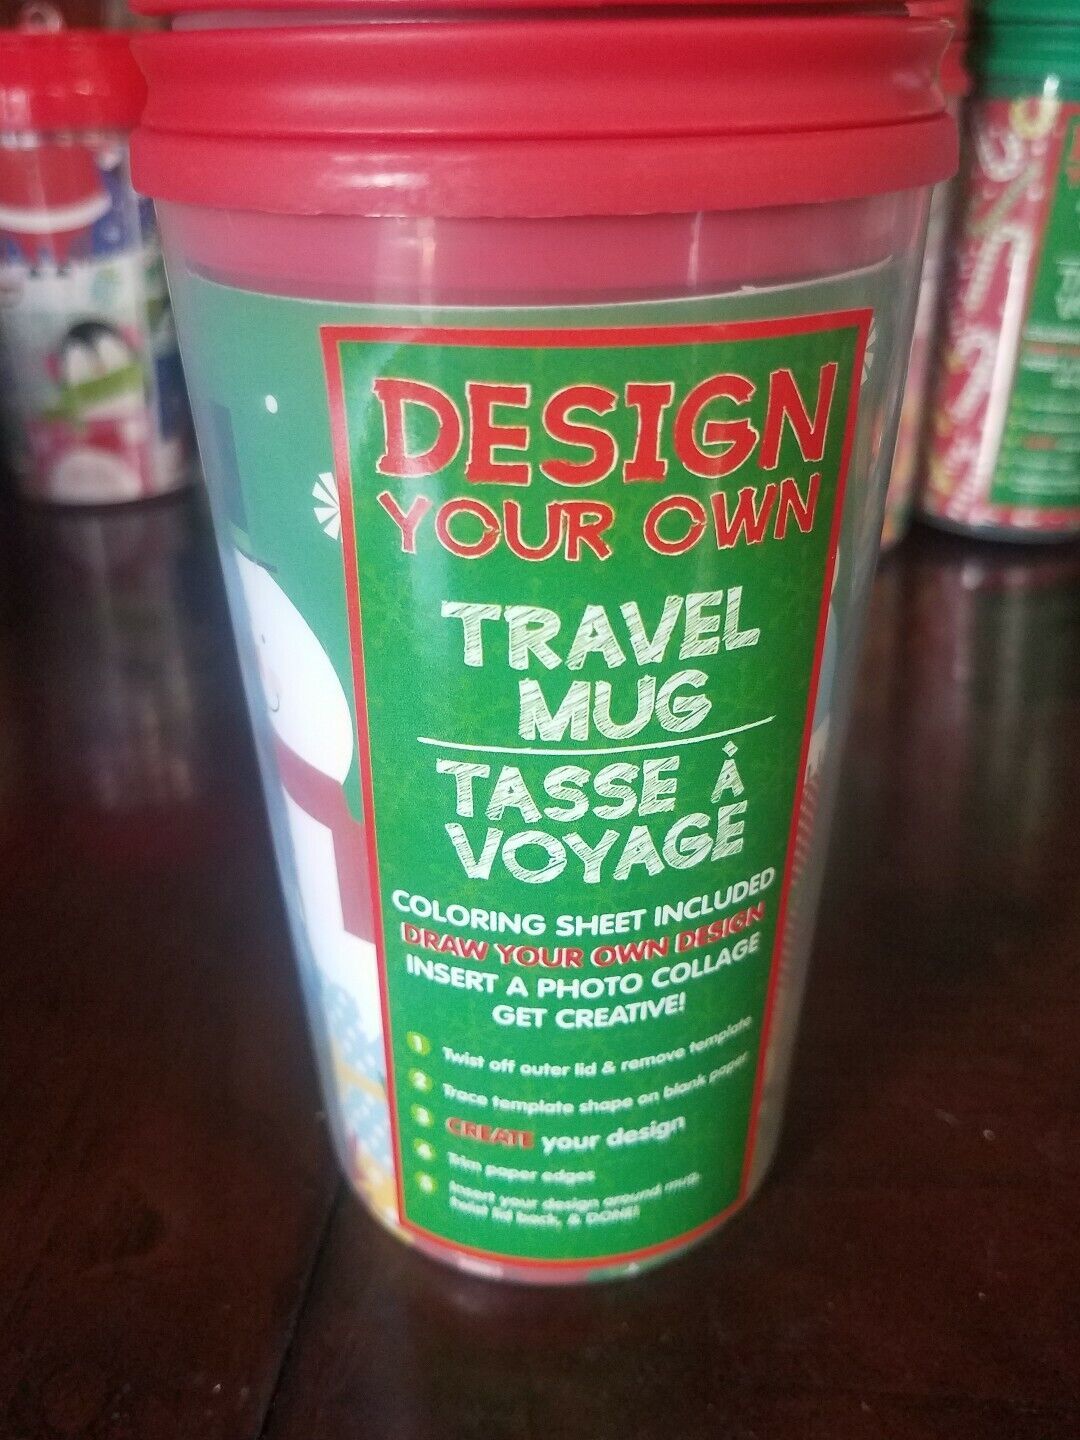 DESIGN
YOUR OWN
TRAVEL
MUG
TASSE À
VOYAGE
COLORING SHEET INCLUDED
DRAW YOUR OWN DESIGN
INSERT A PHOTO COLLAGE
GET CREATIVE!
1 Twist off outer lid & remove template
2 Trace template shape on blank paper
3 CREATE your design
4 Trim paper edges
5 Insert your design around mug,
twist lid back, & DONE!